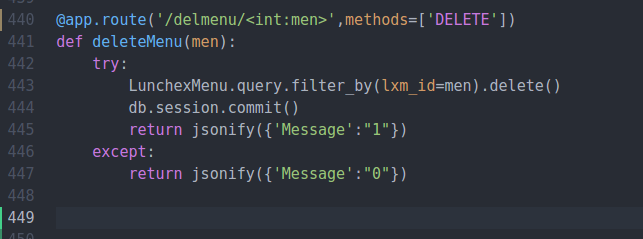 440 @app.route('/delmenu/<int:men>',methods=['DELETE'])
441 def deleteMenu(men):
442     try:
443         LunchexMenu.query.filter_by(lxm_id=men).delete()
444         db.session.commit()
445         return jsonify({'Message':"1"})
446     except:
447         return jsonify({'Message':"0"})
448
449